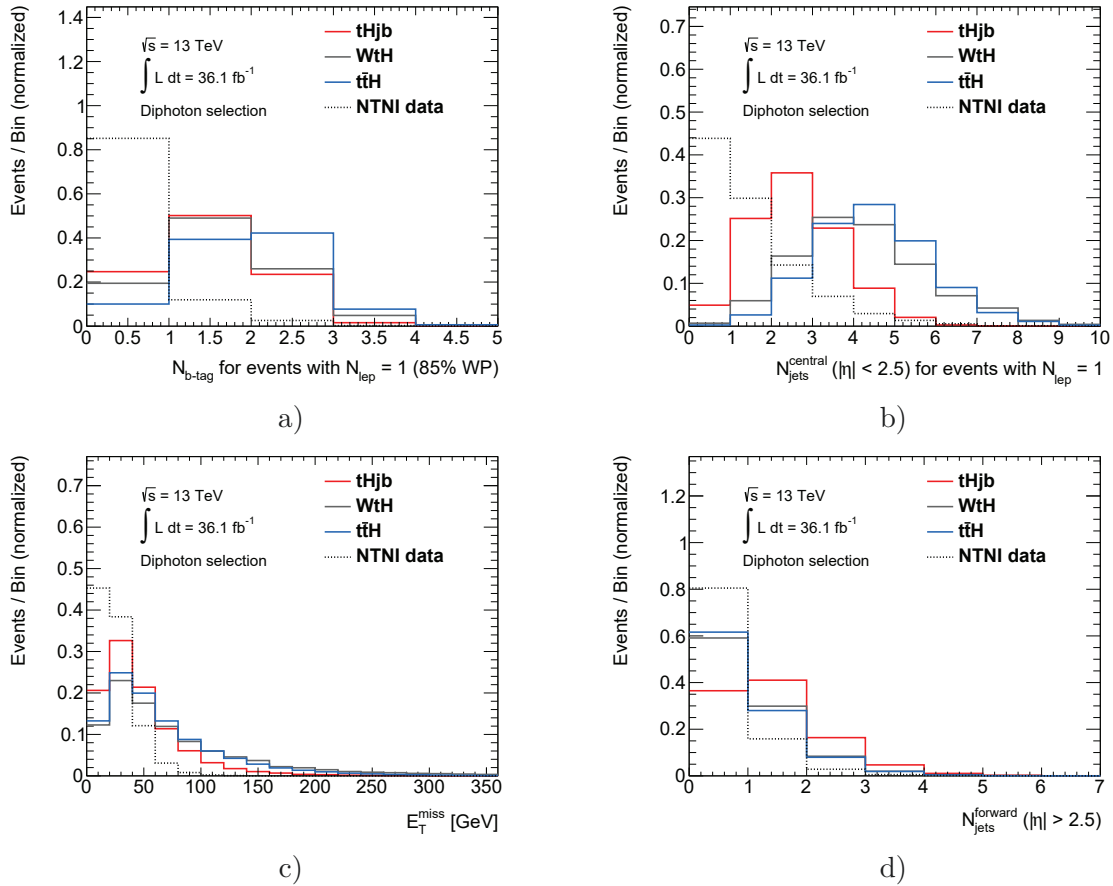 Events / Bin (normalized)
1.4
1.2
1
0.8
0.6
0.4
0.2
0
√s = 13 TeV
∫ L dt = 36.1 fb⁻¹
Diphoton selection
tHjb
WtH
tt̄H
NTNI data
0 0.5 1 1.5 2 2.5 3 3.5 4 4.5 5
N_b-tag for events with N_lep = 1 (85% WP)
a)
Events / Bin (normalized)
0.7
0.6
0.5
0.4
0.3
0.2
0.1
0
√s = 13 TeV
∫ L dt = 36.1 fb⁻¹
Diphoton selection
tHjb
WtH
tt̄H
NTNI data
0 1 2 3 4 5 6 7 8 9 10
N_jets^central (|η| < 2.5) for events with N_lep = 1
b)
Events / Bin (normalized)
0.7
0.6
0.5
0.4
0.3
0.2
0.1
0
√s = 13 TeV
∫ L dt = 36.1 fb⁻¹
Diphoton selection
tHjb
WtH
tt̄H
NTNI data
0 50 100 150 200 250 300 350
E_T^miss [GeV]
c)
Events / Bin (normalized)
1.2
1
0.8
0.6
0.4
0.2
0
√s = 13 TeV
∫ L dt = 36.1 fb⁻¹
Diphoton selection
tHjb
WtH
tt̄H
NTNI data
0 1 2 3 4 5 6 7
N_jets^forward (|η| > 2.5)
d)